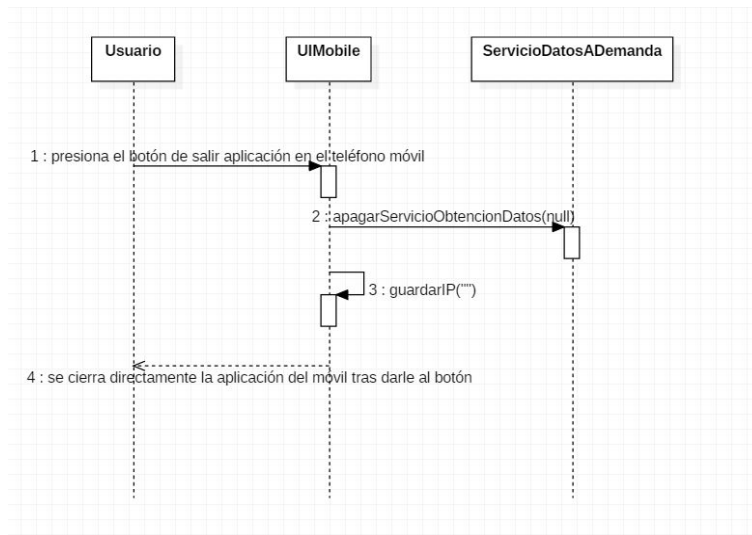 Usuario
UIMobile
ServicioDatosADemanda
1 : presiona el botón de salir aplicación en el teléfono móvil
2 : apagarServicioObtencionDatos(null)
3 : guardarIP("")
4 : se cierra directamente la aplicación del móvil tras darle al botón